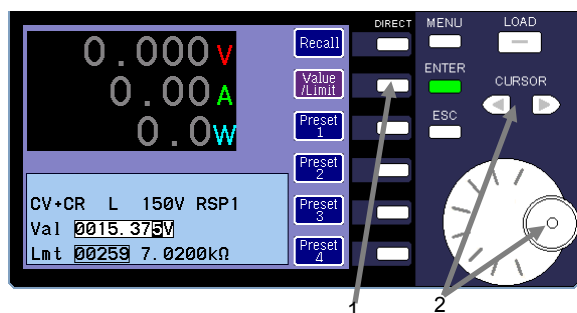 DIRECT MENU LOAD
0.000V
Recall
0.00A
Value
/Limit
ENTER
CURSOR
0.0W
Preset
1
ESC
Preset
2
CV+CR L 150V RSP1
Preset
3
Val 0015.375V
Lmt 00259 7.0200kΩ
Preset
4
1
2